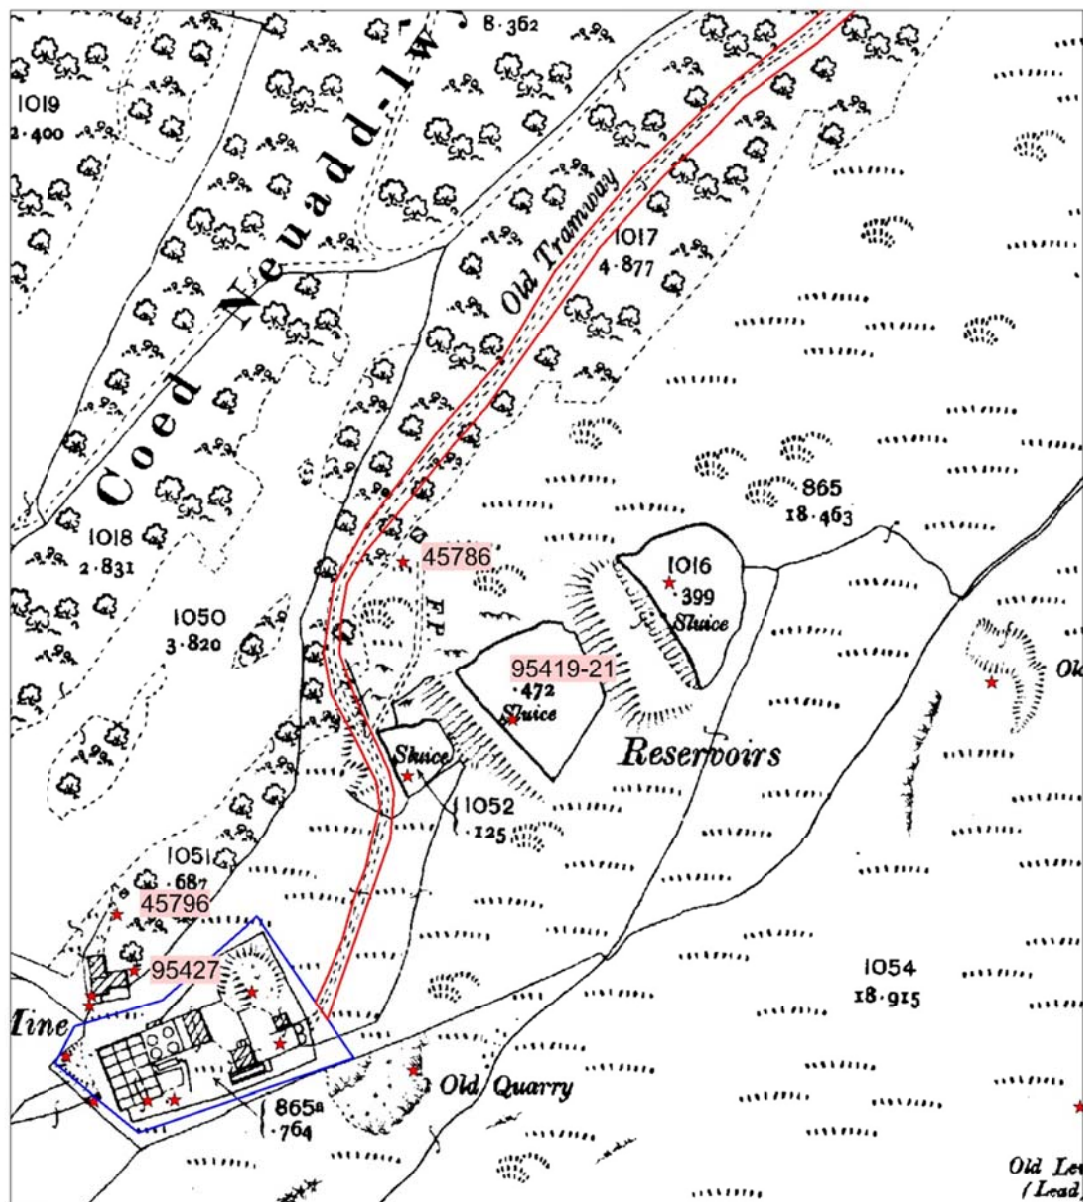 8.362
1019
2.400
Coed Neuadd-lwy
Old Tramway
1017
4.877
865
18.463
1018
2.831
45786
1016
.399
Sluice
1050
3.820
F.P.
95419-21
.472
Sluice
Old
Reservoirs
Sluice
1052
.125
1051
.687
45796
95427
1054
18.915
Mine
Old Quarry
865a
.764
Old Lev
(Lead